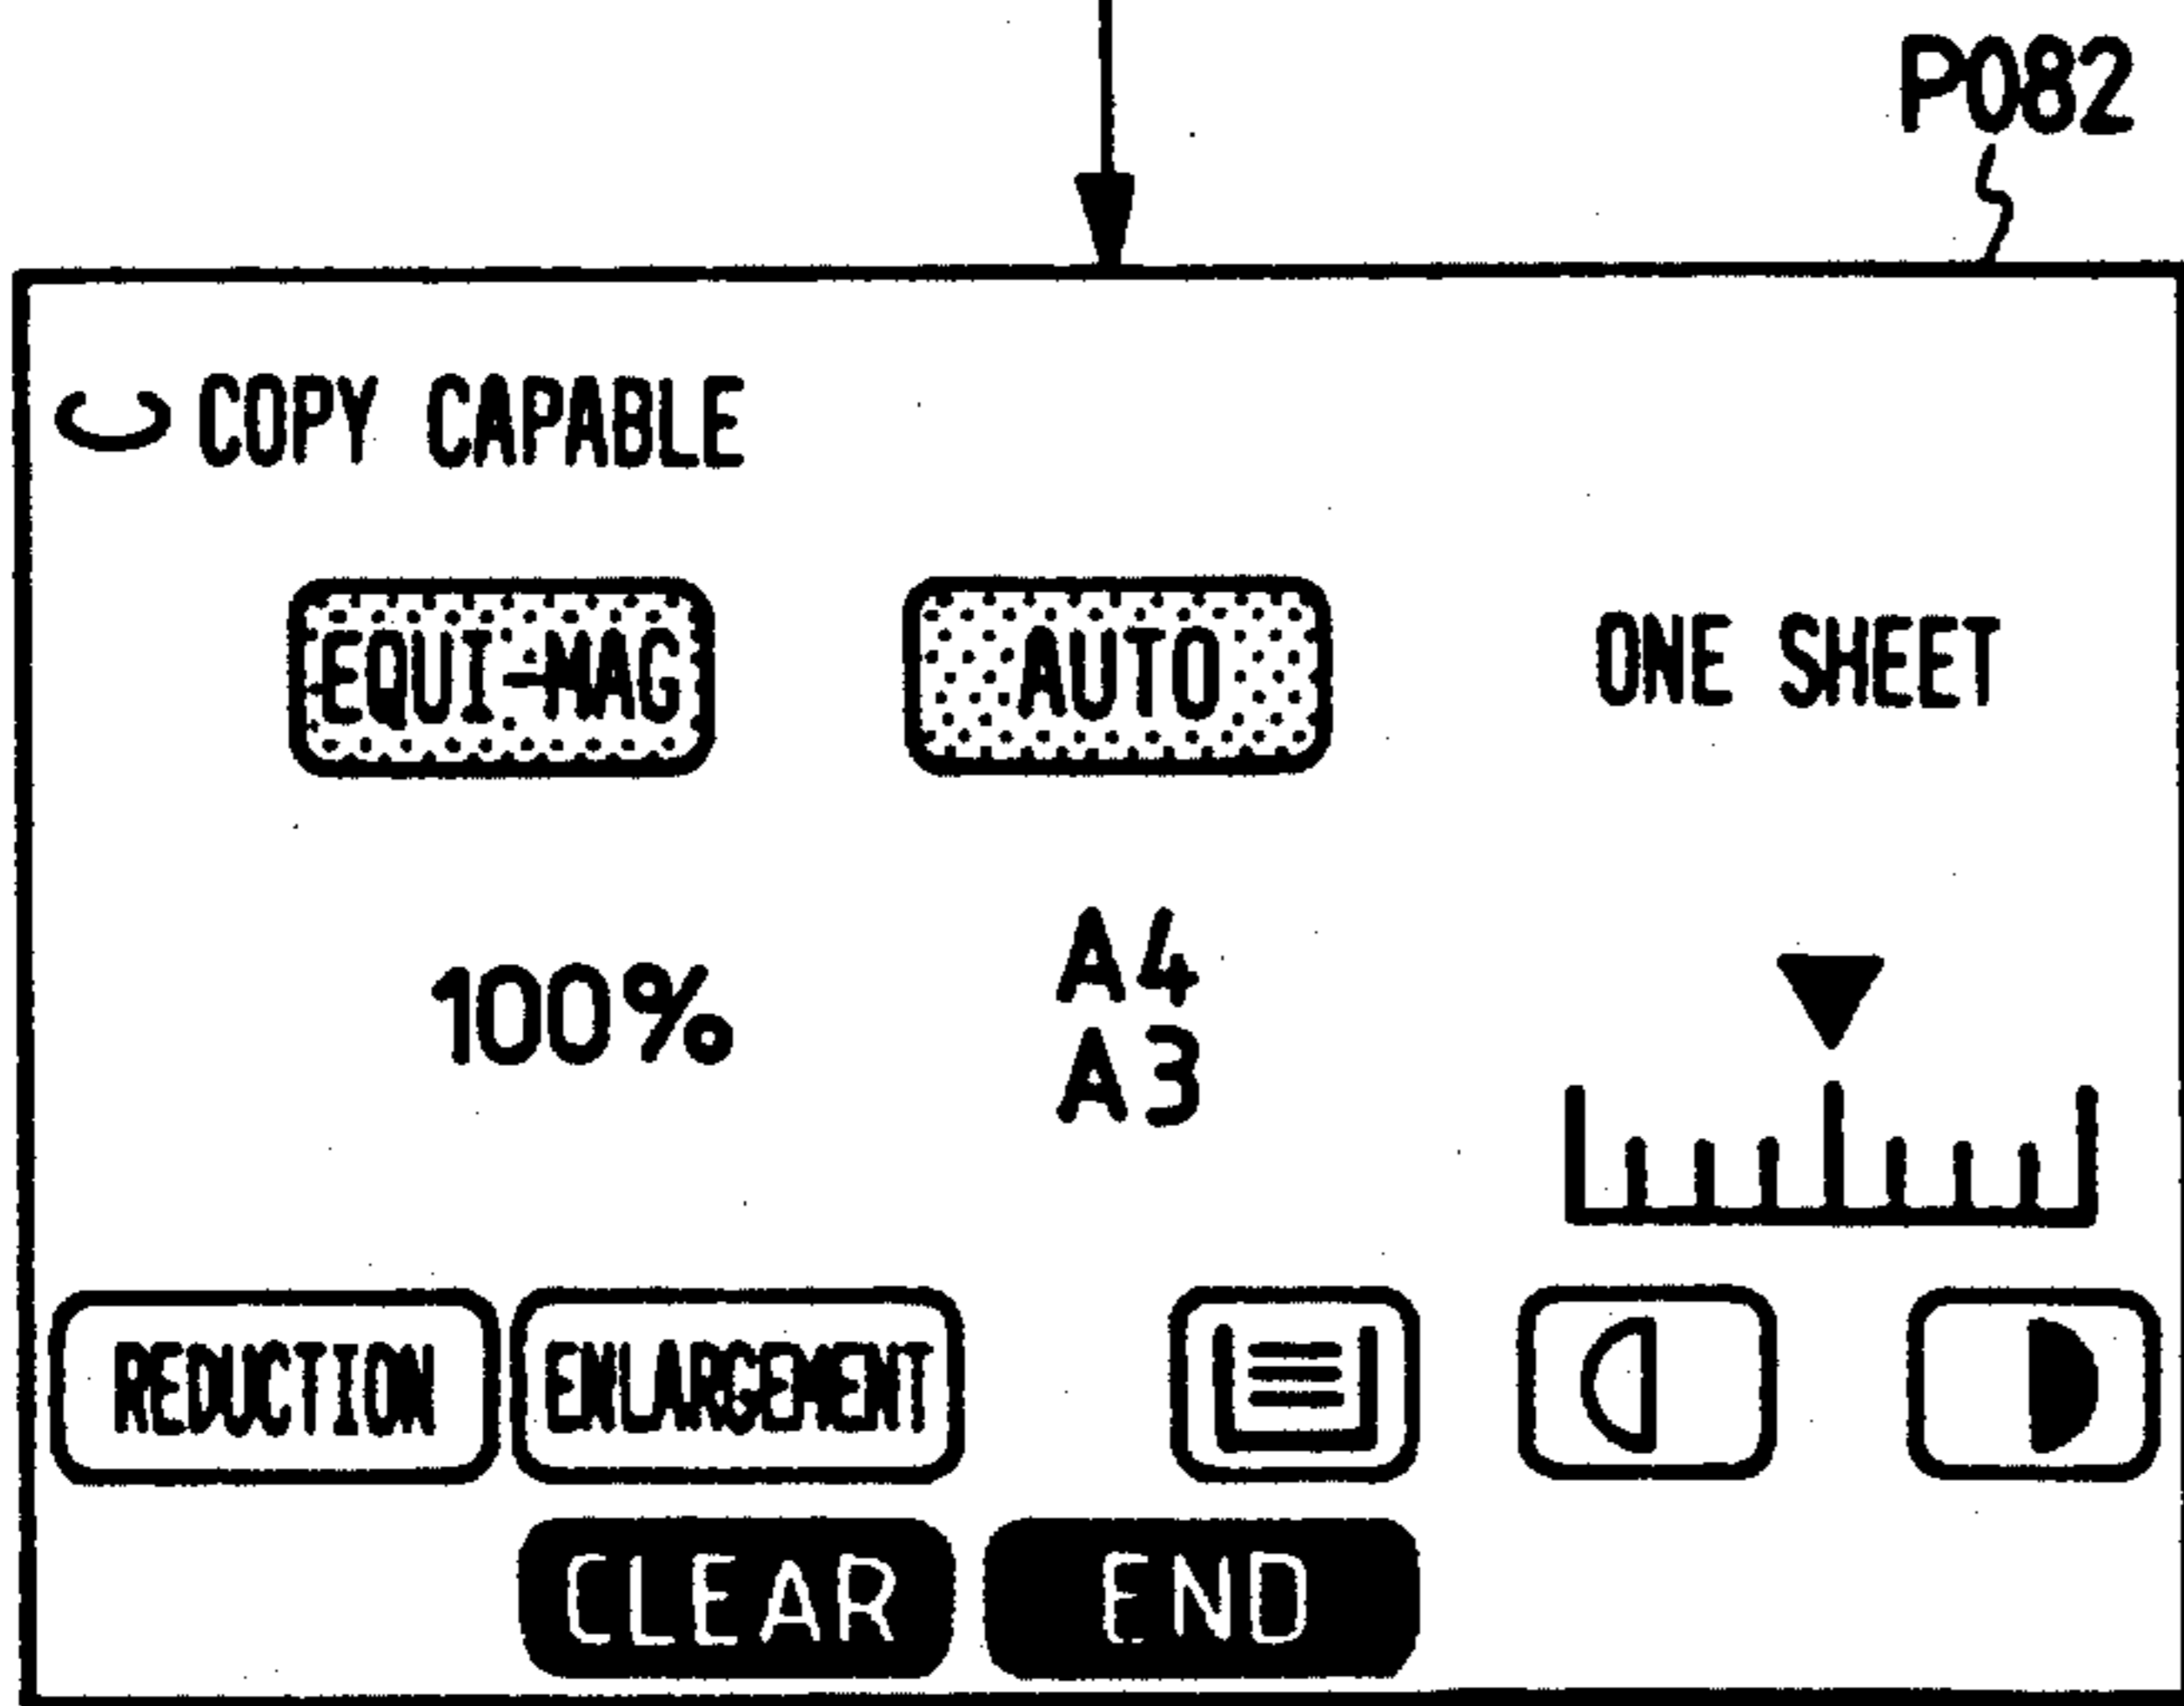 P082
COPY CAPABLE
EQUI-MAG AUTO ONE SHEET
100% A4
A3
REDUCTION ENLARGEMENT
CLEAR END